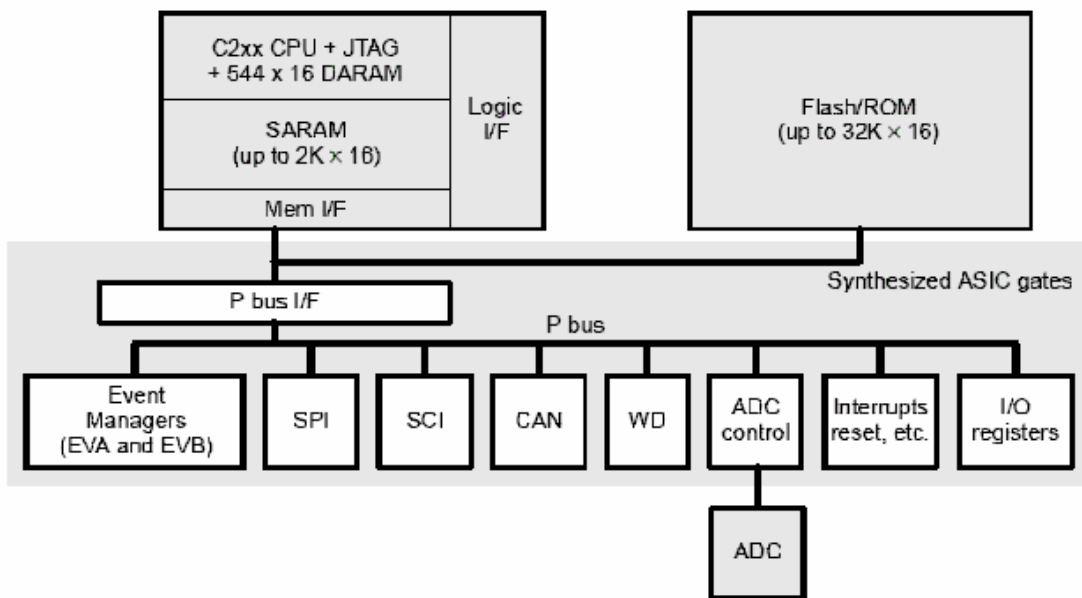 C2xx CPU + JTAG
+ 544 x 16 DARAM
SARAM
(up to 2K × 16)
Mem I/F
Logic
I/F
Flash/ROM
(up to 32K × 16)
Synthesized ASIC gates
P bus I/F
P bus
Event
Managers
(EVA and EVB)
SPI
SCI
CAN
WD
ADC
control
Interrupts
reset, etc.
I/O
registers
ADC